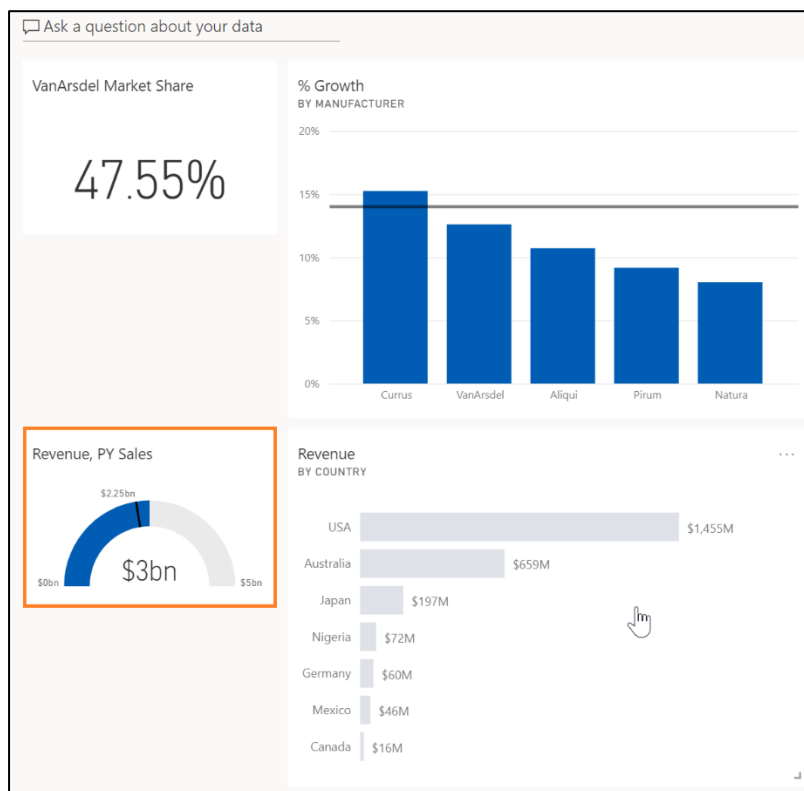 Ask a question about your data
VanArsdel Market Share
47.55%
% Growth
BY MANUFACTURER
20%
15%
10%
5%
0%
Currus VanArsdel Aliqui Pirum Natura
Revenue, PY Sales
$2.25bn
$0bn $3bn $5bn
Revenue
BY COUNTRY
USA $1,455M
Australia $659M
Japan $197M
Nigeria $72M
Germany $60M
Mexico $46M
Canada $16M